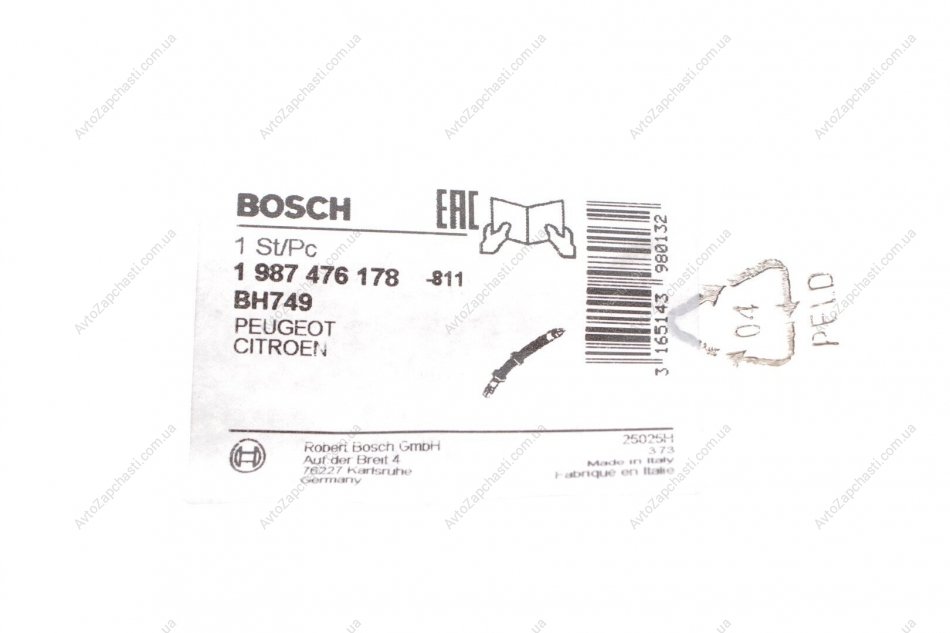 BOSCH
EAC
1 St/Pc
1 987 476 178 -811
BH749
PEUGEOT
CITROEN
3 165143 980132
04
PELD
Robert Bosch GmbH
Auf der Breit 4
76227 Karlsruhe
Germany
25025H
373
Made in Italy
Fabriqué en Italie
AvtoZapchasti.com.ua